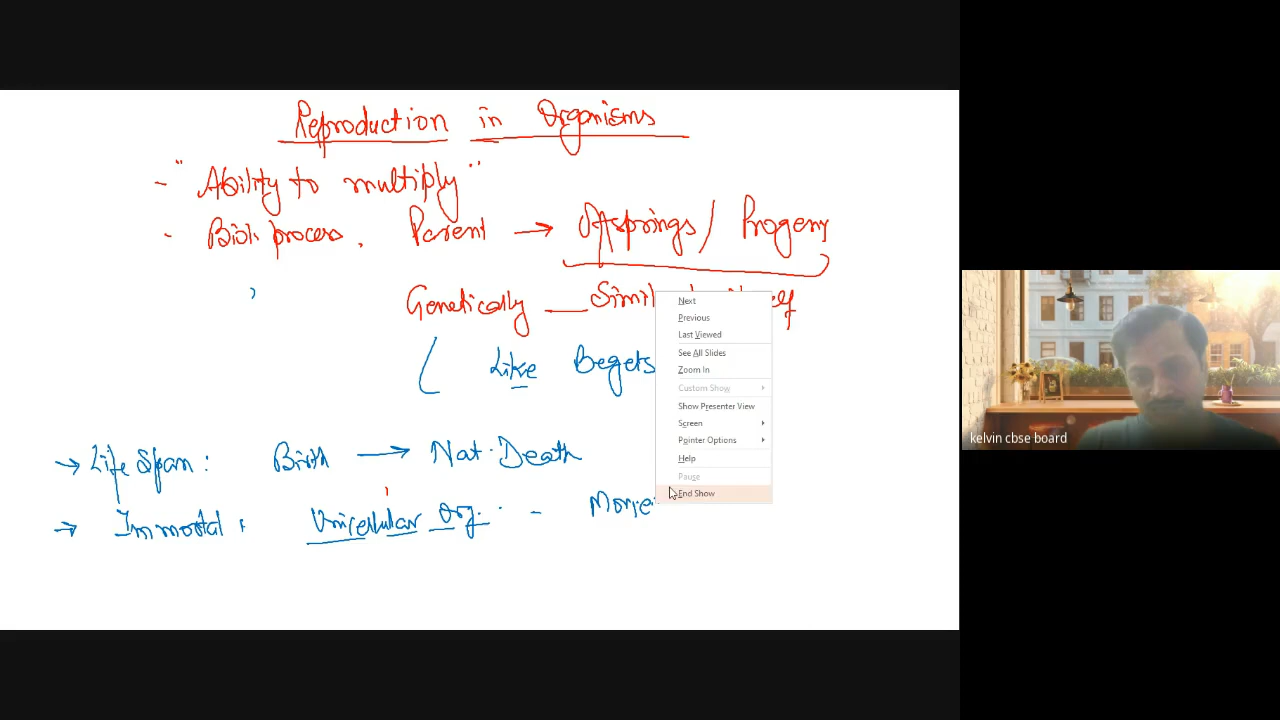 Reproduction in Organisms
- "Ability to multiply"
- Biol. process, Parent → Offsprings / Progeny
Genetically — Simil
Like Begets
Next
Previous
Last Viewed
See All Slides
Zoom In
Custom Show
Show Presenter View
Screen
Pointer Options
Help
Pause
End Show
→ Life Span: Birth → Nat. Death
→ Immortal: Unicellular Org. -
kelvin cbse board